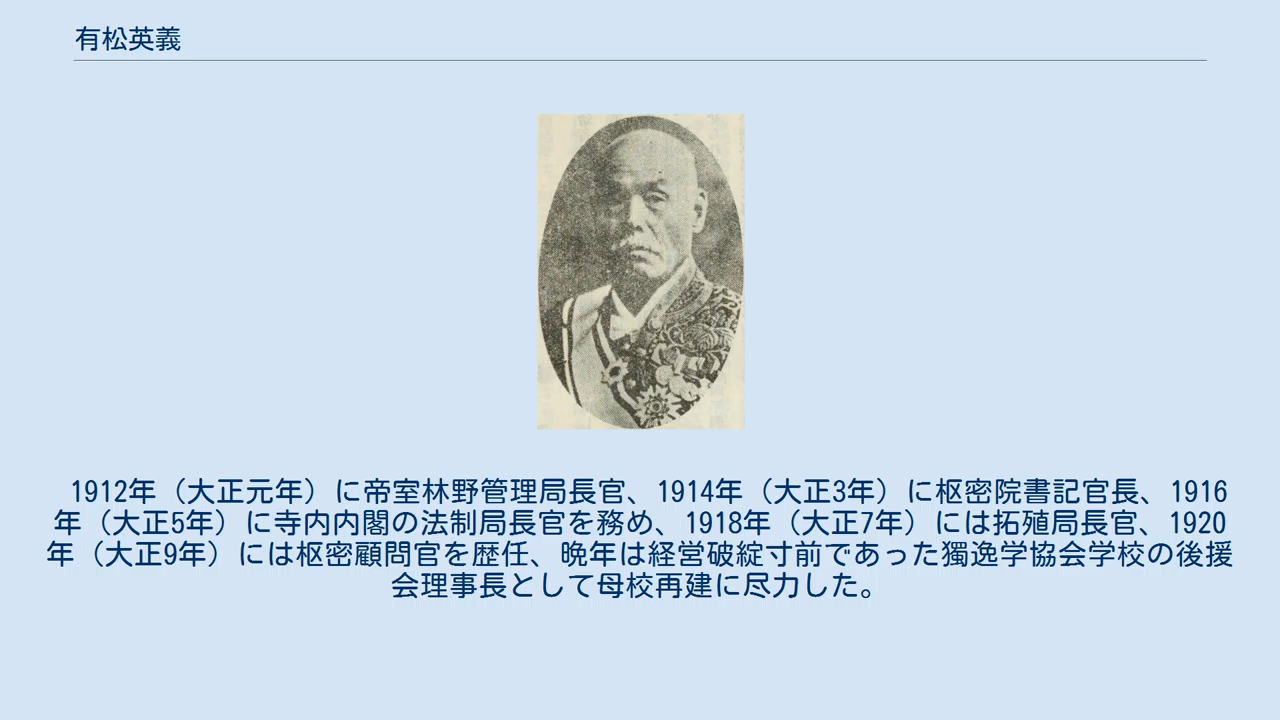 有松英義
1912年（大正元年）に帝室林野管理局長官、1914年（大正3年）に枢密院書記官長、1916
年（大正5年）に寺内内閣の法制局長官を務め、1918年（大正7年）には拓殖局長官、1920
年（大正9年）には枢密顧問官を歴任、晩年は経営破綻寸前であった獨逸学協会学校の後援
会理事長として母校再建に尽力した。